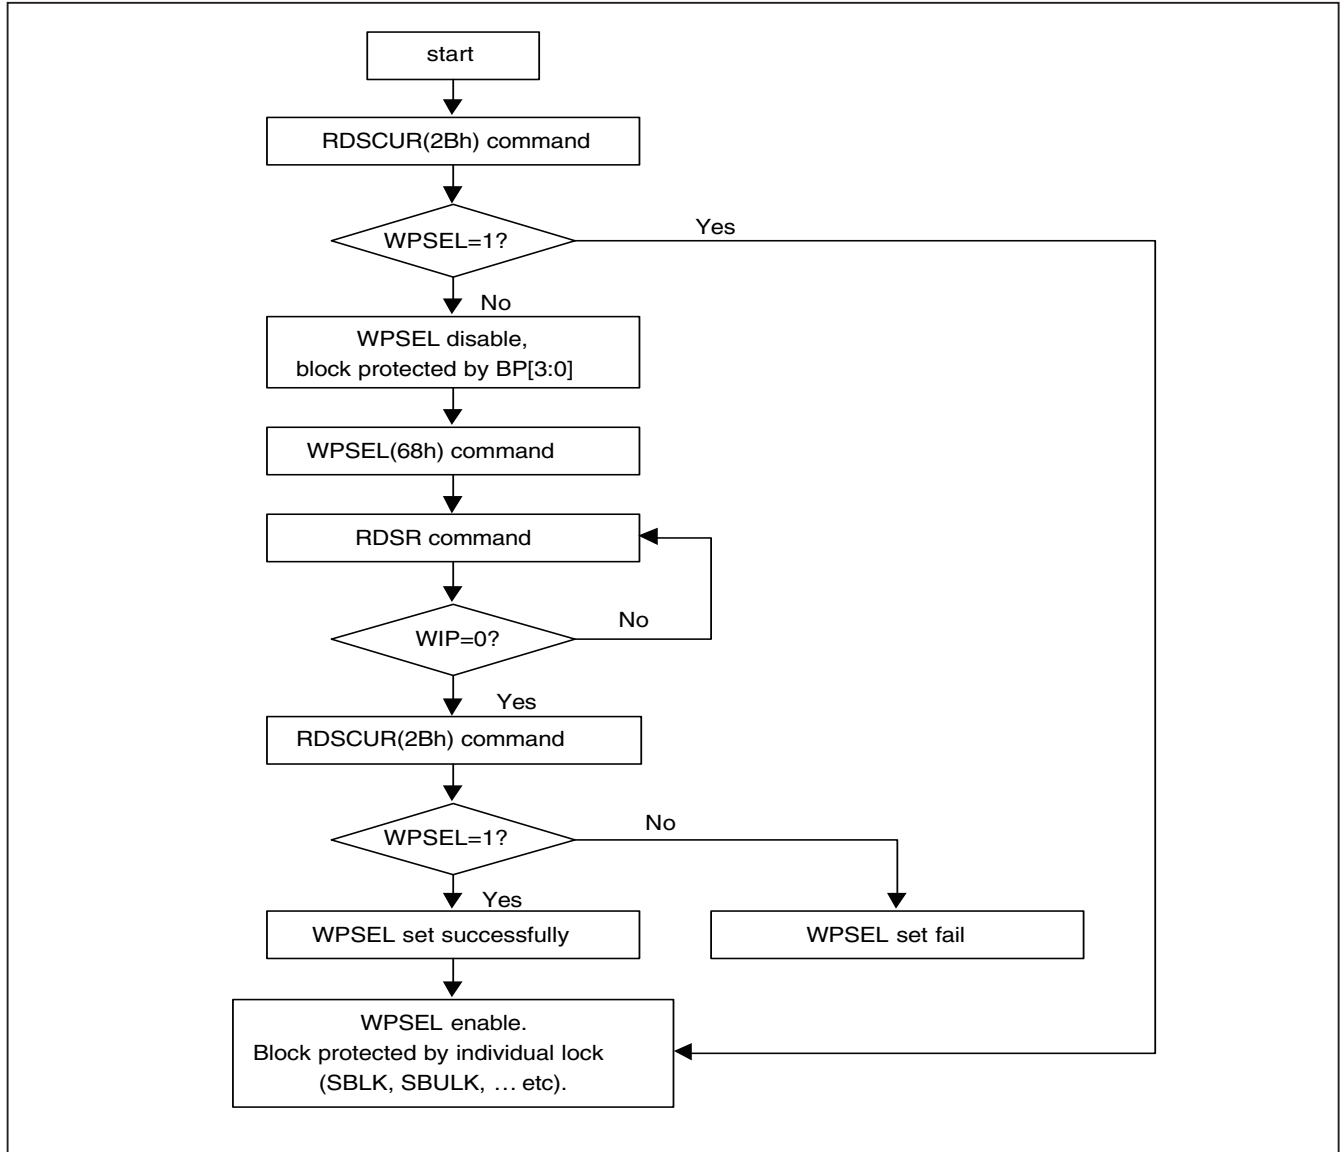 start
RDSCUR(2Bh) command
WPSEL=1?
Yes
No
WPSEL disable,
block protected by BP[3:0]
WPSEL(68h) command
RDSR command
WIP=0?
No
Yes
RDSCUR(2Bh) command
WPSEL=1?
No
Yes
WPSEL set successfully
WPSEL set fail
WPSEL enable.
Block protected by individual lock
(SBLK, SBULK, … etc).